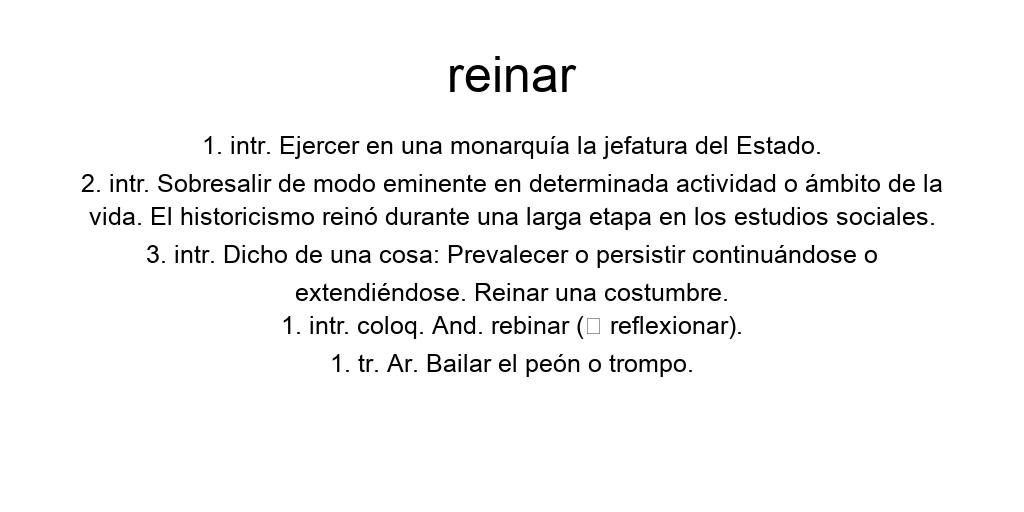 reinar
1. intr. Ejercer en una monarquía la jefatura del Estado.
2. intr. Sobresalir de modo eminente en determinada actividad o ámbito de la
vida. El historicismo reinó durante una larga etapa en los estudios sociales.
3. intr. Dicho de una cosa: Prevalecer o persistir continuándose o
extendiéndose. Reinar una costumbre.
1. intr. coloq. And. rebinar (▯ reflexionar).
1. tr. Ar. Bailar el peón o trompo.